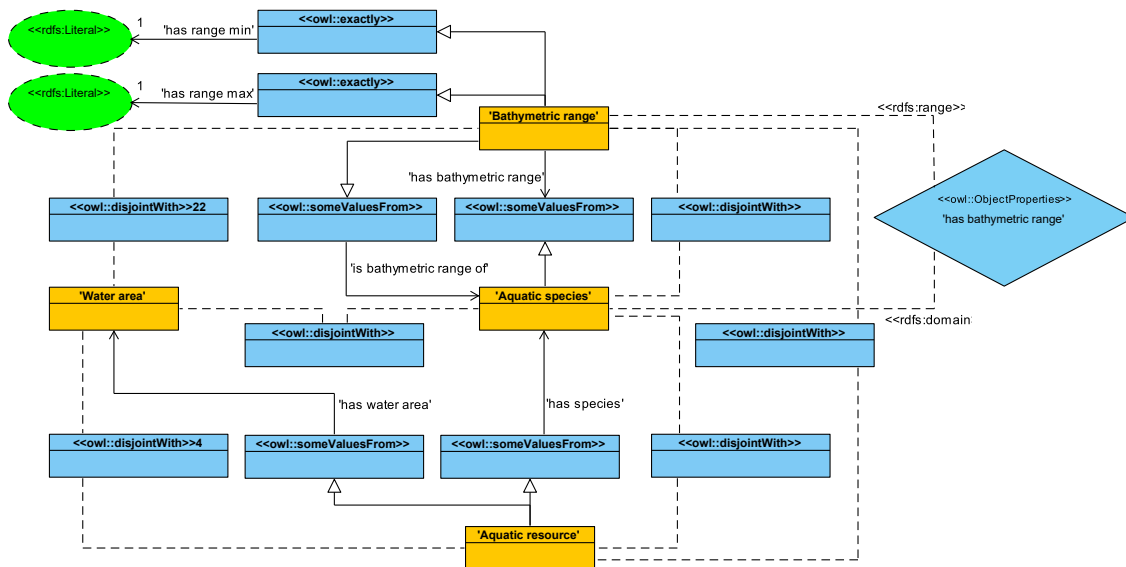 <<owl::exactly>>
1
'has range min'
<<rdfs:Literal>>
<<owl::exactly>>
1
'has range max'
<<rdfs:Literal>>
'Bathymetric range'
<<rdfs:range>>
'has bathymetric range'
<<owl::disjointWith>>22
<<owl::someValuesFrom>>
<<owl::someValuesFrom>>
<<owl::disjointWith>>
<<owl::ObjectProperties>>
'has bathymetric range'
'is bathymetric range of'
'Water area'
'Aquatic species'
<<rdfs:domain
<<owl::disjointWith>>
<<owl::disjointWith>>
'has water area'
'has species'
<<owl::disjointWith>>4
<<owl::someValuesFrom>>
<<owl::someValuesFrom>>
<<owl::disjointWith>>
'Aquatic resource'